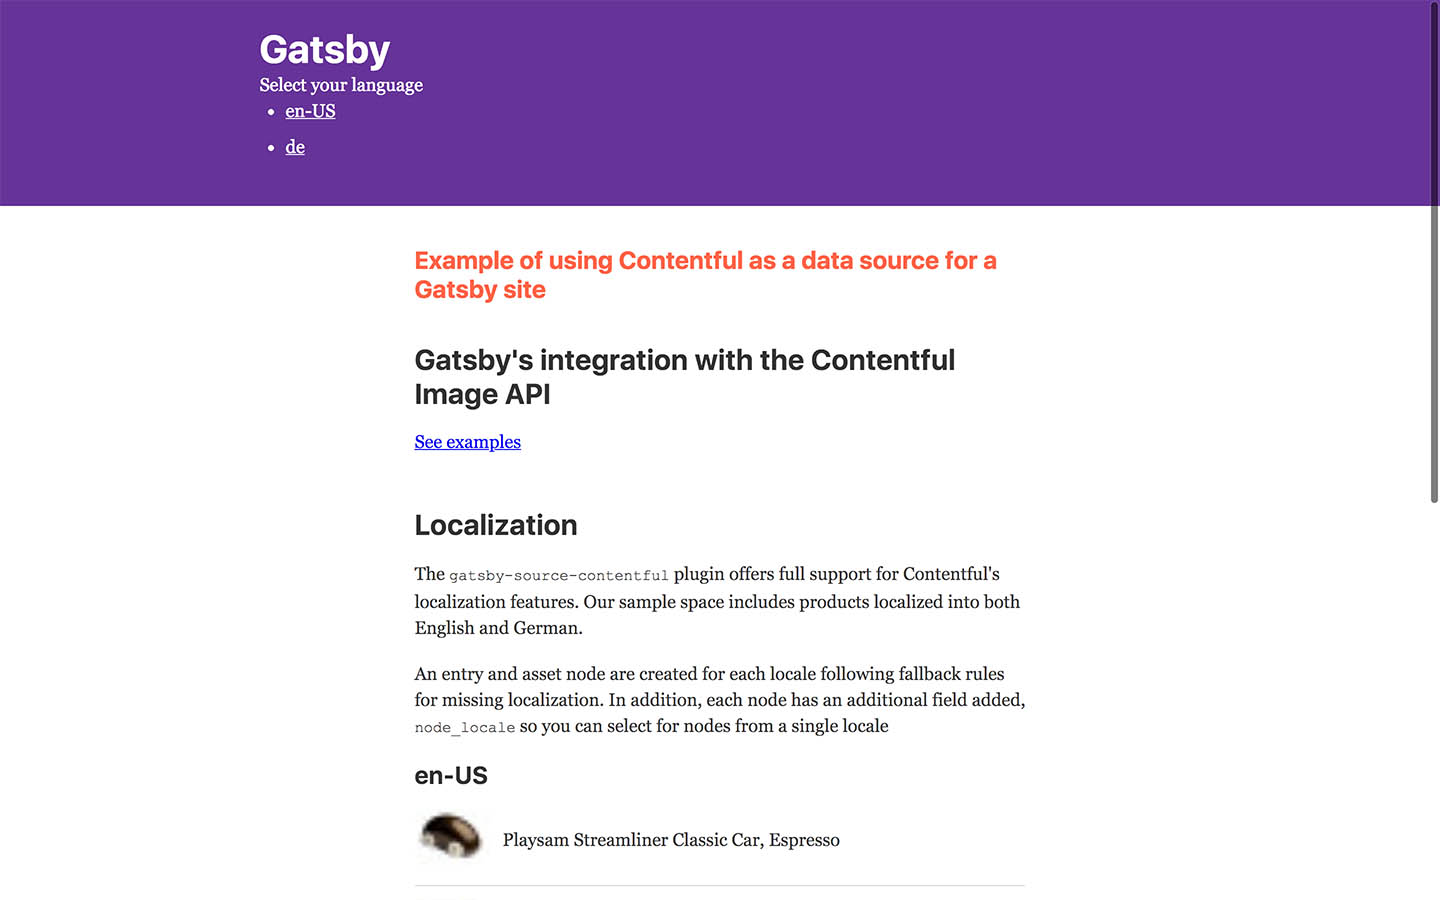 Gatsby
Select your language
en-US
de
Example of using Contentful as a data source for a
Gatsby site
Gatsby's integration with the Contentful
Image API
See examples
Localization
The gatsby-source-contentful plugin offers full support for Contentful's
localization features. Our sample space includes products localized into both
English and German.
An entry and asset node are created for each locale following fallback rules
for missing localization. In addition, each node has an additional field added,
node_locale so you can select for nodes from a single locale
en-US
Playsam Streamliner Classic Car, Espresso